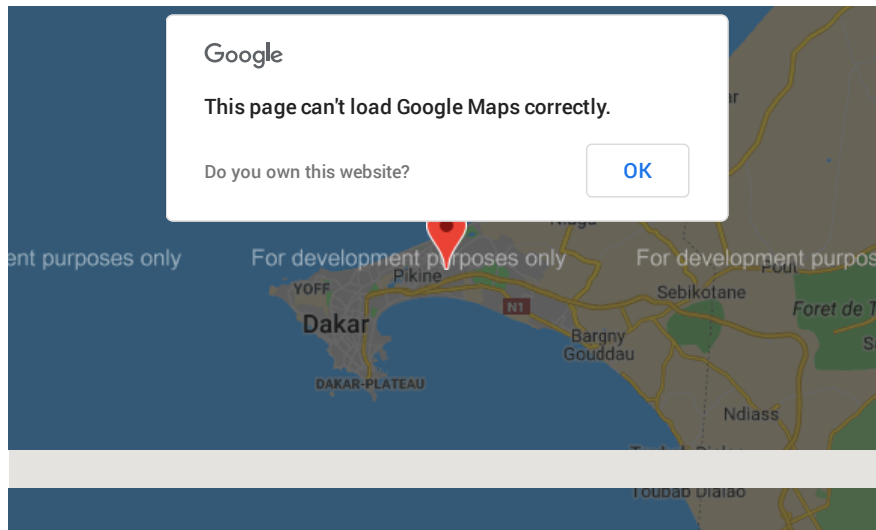 Google
This page can't load Google Maps correctly.
Do you own this website?
OK
ent purposes only
For development purposes only
For development purpos
Pout
Pikine
YOFF
Sebikotane
N1
Foret de T
Dakar
Bargny
Gouddau
DAKAR-PLATEAU
Ndiass
Toubab Dialao